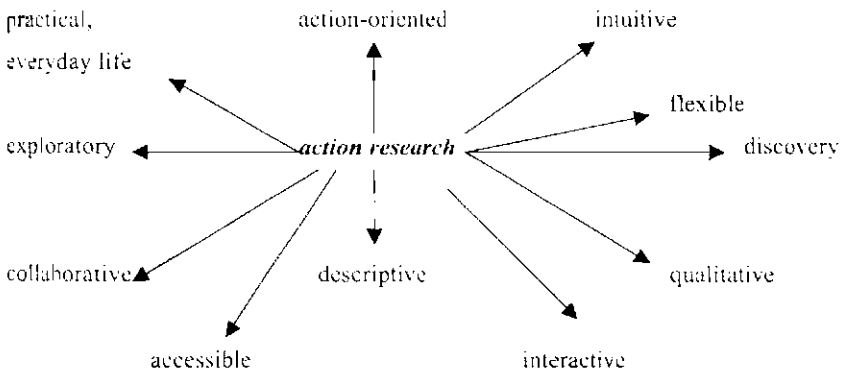 practical,
everyday life
action-oriented
intuitive
flexible
exploratory
action research
discovery
collaborative
descriptive
qualitative
accessible
interactive